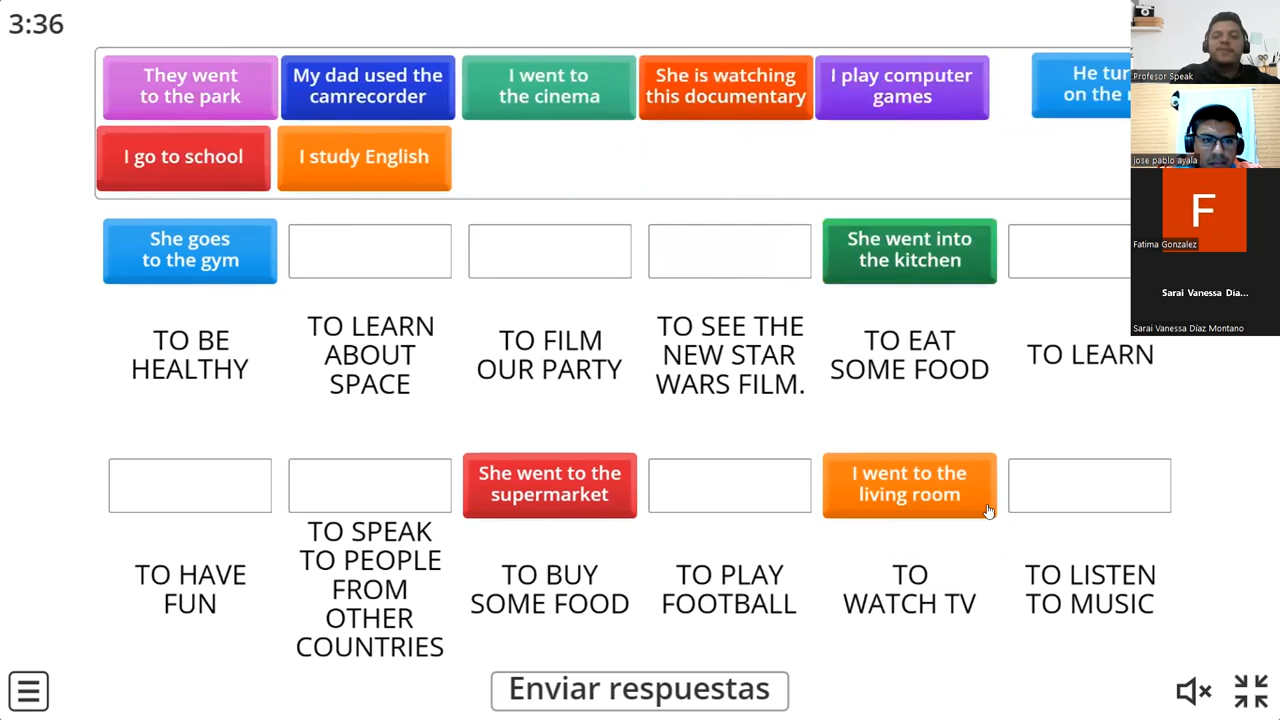 3:36
They went
to the park
My dad used the
camrecorder
I went to
the cinema
She is watching
this documentary
I play computer
games
He
on the
I go to school
I study English
She goes
to the gym
She went into
the kitchen
TO BE
HEALTHY
TO LEARN
ABOUT
SPACE
TO FILM
OUR PARTY
TO SEE THE
NEW STAR
WARS FILM.
TO EAT
SOME FOOD
TO LEARN
She went to the
supermarket
I went to the
living room
TO HAVE
FUN
TO SPEAK
TO PEOPLE
FROM
OTHER
COUNTRIES
TO BUY
SOME FOOD
TO PLAY
FOOTBALL
TO
WATCH TV
TO LISTEN
TO MUSIC
Enviar respuestas
Profesor Speak
jose pablo ayala
F
Fatima Gonzalez
Sarai Vanessa Dia...
Sarai Vanessa Díaz Montano